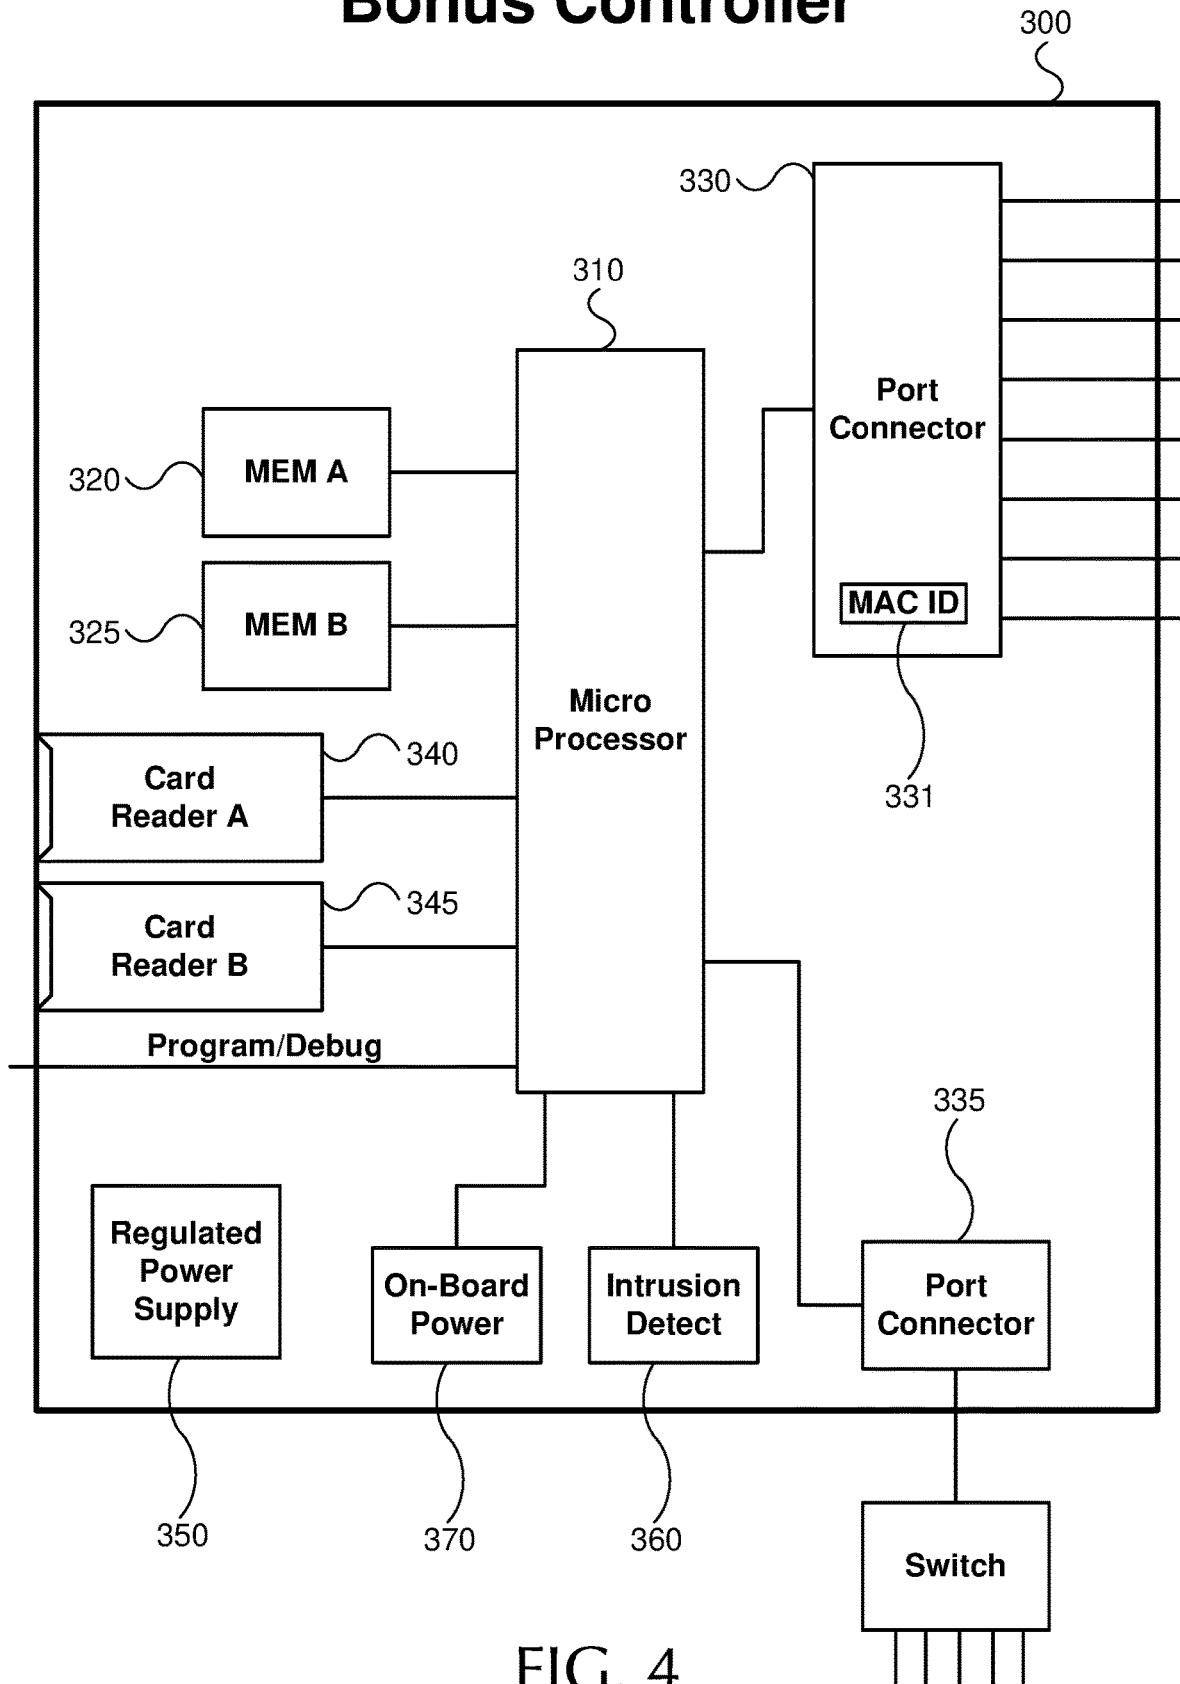 Bonus Controller
300
330
310
Port
Connector
320
MEM A
MAC ID
325
MEM B
Micro
Processor
340
331
Card
Reader A
345
Card
Reader B
Program/Debug
335
Regulated
Power
Supply
On-Board
Power
Intrusion
Detect
Port
Connector
350
370
360
Switch
FIG. 4